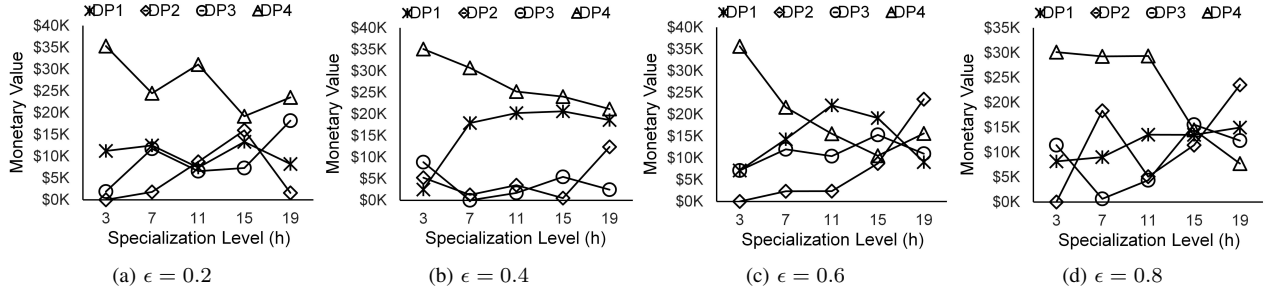 DP1 DP2 DP3 DP4
Monetary Value
$40K
$35K
$30K
$25K
$20K
$15K
$10K
$5K
$0K
3 7 11 15 19
Specialization Level (h)
(a) ϵ = 0.2
DP1 DP2 DP3 DP4
Monetary Value
$40K
$35K
$30K
$25K
$20K
$15K
$10K
$5K
$0K
3 7 11 15 19
Specialization Level (h)
(b) ϵ = 0.4
DP1 DP2 DP3 DP4
Monetary Value
$40K
$35K
$30K
$25K
$20K
$15K
$10K
$5K
$0K
3 7 11 15 19
Specialization Level (h)
(c) ϵ = 0.6
DP1 DP2 DP3 DP4
Monetary Value
$35K
$30K
$25K
$20K
$15K
$10K
$5K
$0K
3 7 11 15 19
Specialization Level (h)
(d) ϵ = 0.8